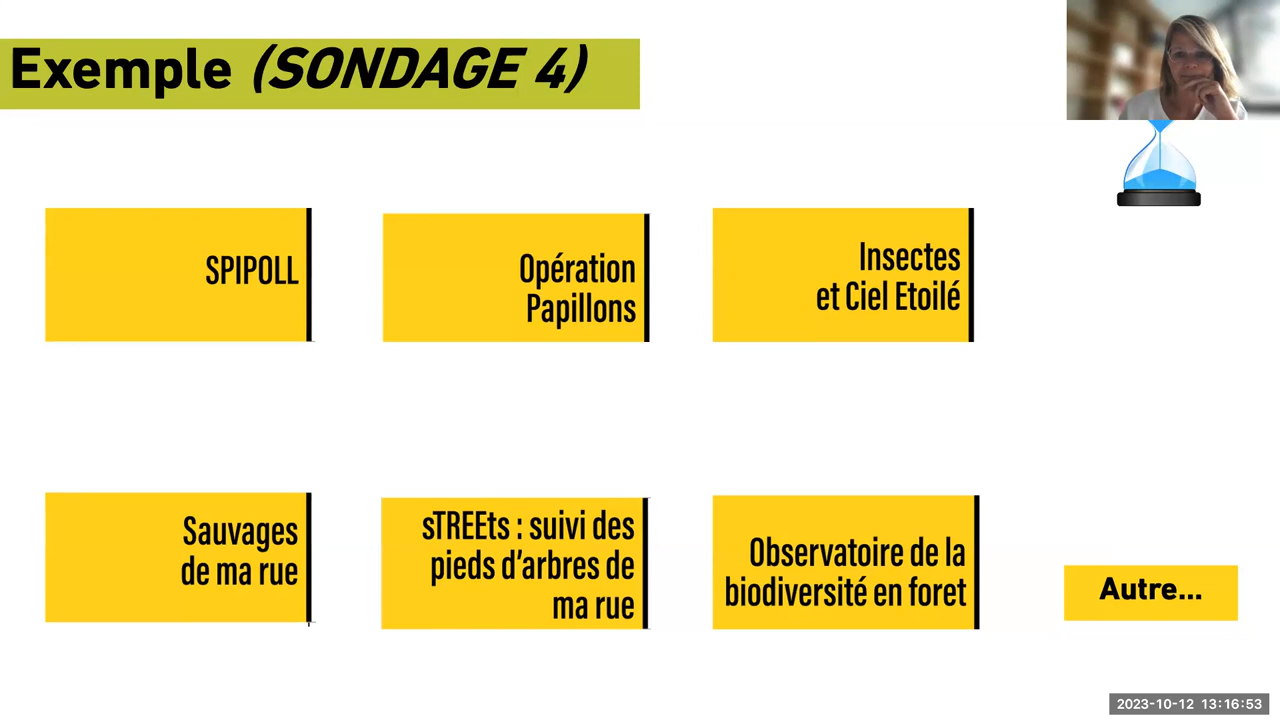 Exemple (SONDAGE 4)
SPIPOLL
Opération
Papillons
Insectes
et Ciel Etoilé
Sauvages
de ma rue
sTREEts : suivi des
pieds d’arbres de
ma rue
Observatoire de la
biodiversité en foret
Autre...
2023-10-12 13:16:53